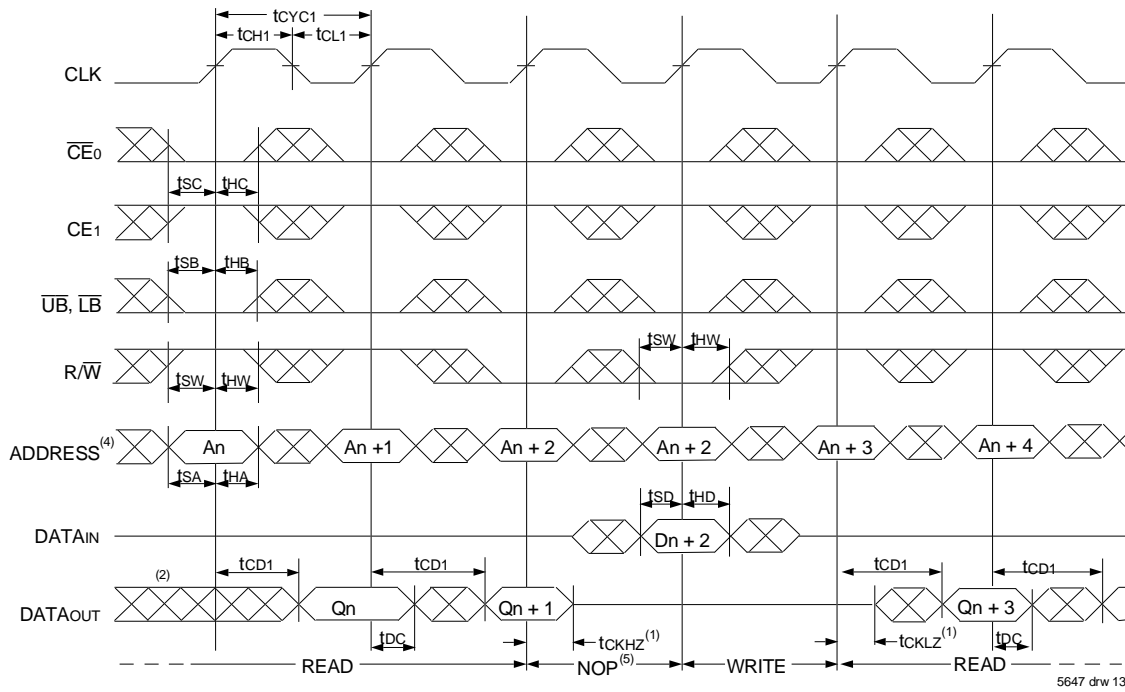 tCYC1
tCH1 tCL1
CLK
CE0
tSC tHC
CE1
tSB tHB
UB, LB
tSW tHW
R/W
tSW tHW
ADDRESS(4) An An +1 An + 2 An + 2 An + 3 An + 4
tSA tHA
tSD tHD
DATAIN Dn + 2
(2) tCD1 tCD1 tCD1 tCD1
DATAOUT Qn Qn + 1 Qn + 3
tDC tCKHZ(1) tCKLZ(1) tDC
READ NOP(5) WRITE READ
5647 drw 13